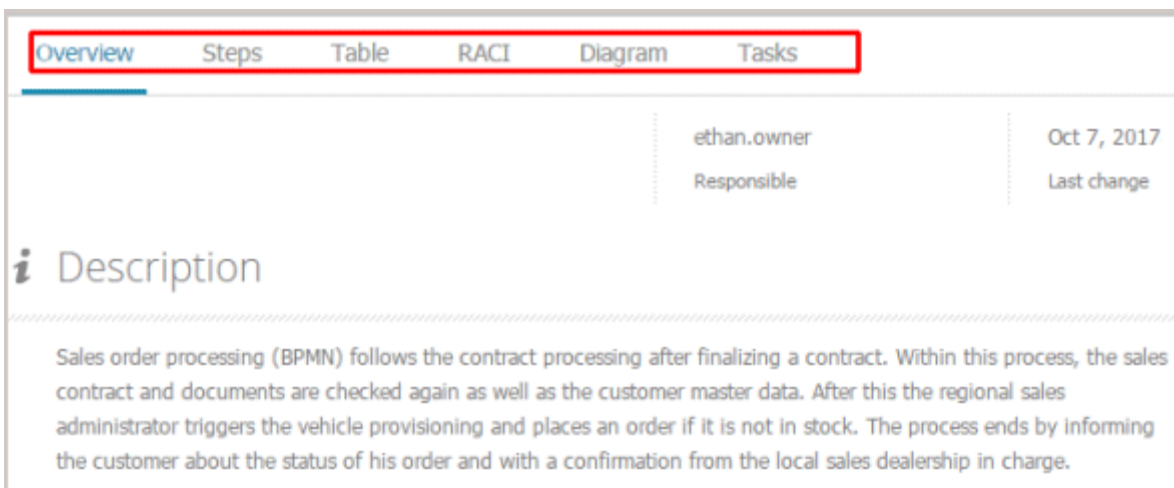 Overview Steps Table RACI Diagram Tasks
ethan.owner Oct 7, 2017
Responsible Last change
i Description
Sales order processing (BPMN) follows the contract processing after finalizing a contract. Within this process, the sales
contract and documents are checked again as well as the customer master data. After this the regional sales
administrator triggers the vehicle provisioning and places an order if it is not in stock. The process ends by informing
the customer about the status of his order and with a confirmation from the local sales dealership in charge.